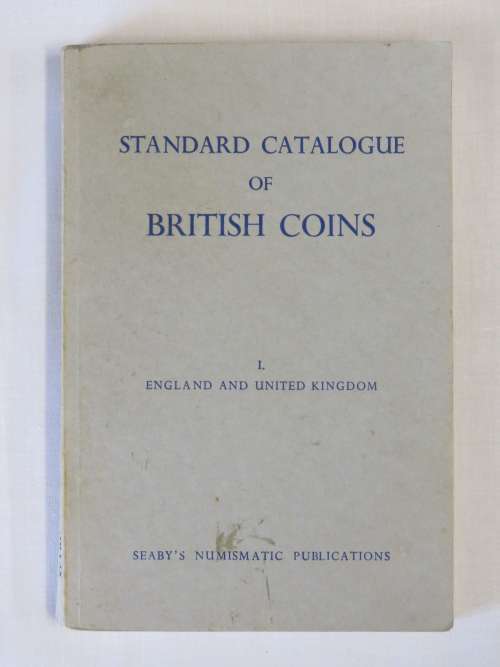 STANDARD CATALOGUE
OF
BRITISH COINS
I.
ENGLAND AND UNITED KINGDOM
SEABY'S NUMISMATIC PUBLICATIONS